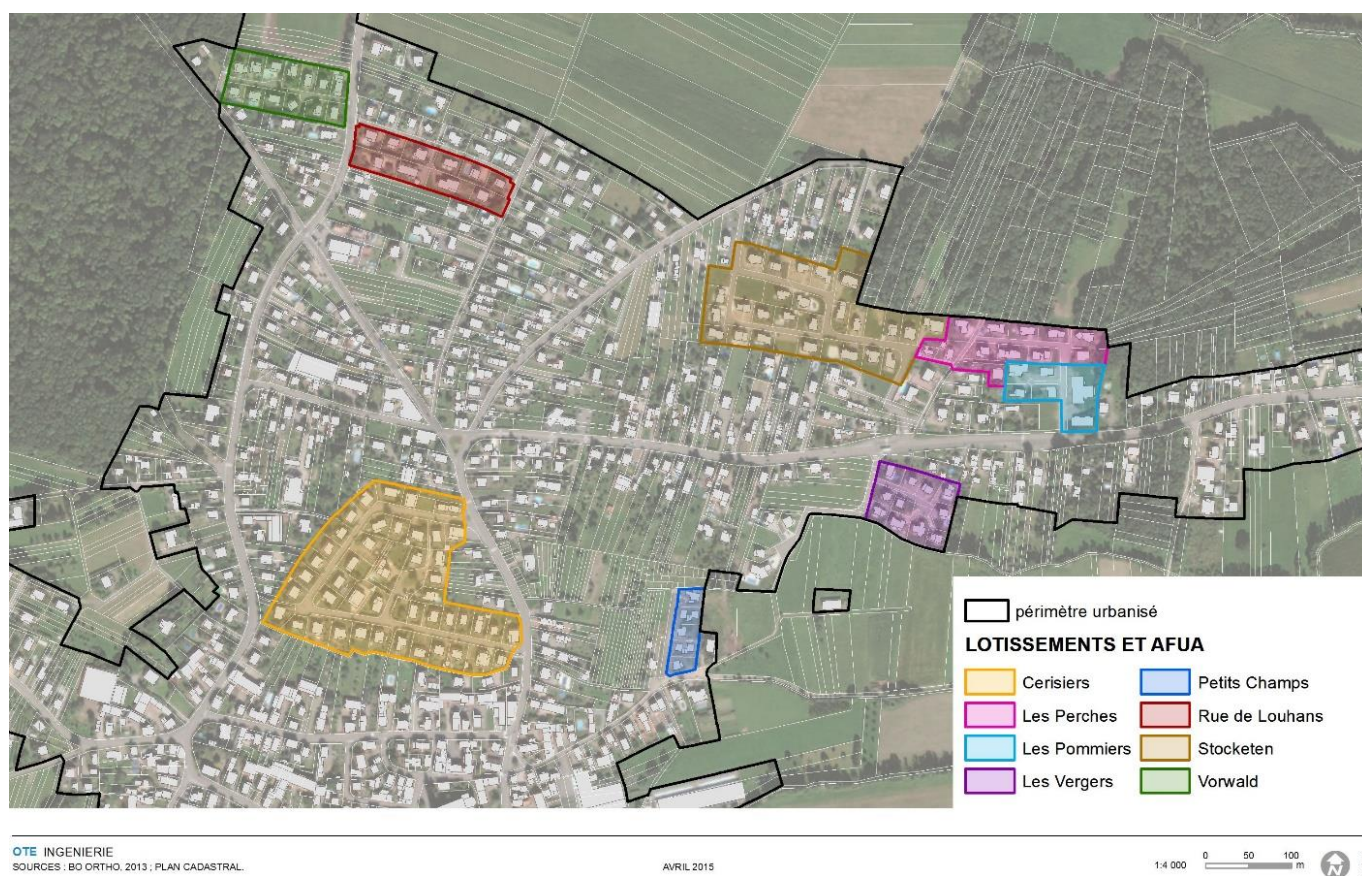 périmètre urbanisé
LOTISSEMENTS ET AFUA
Cerisiers
Petits Champs
Les Perches
Rue de Louhans
Les Pommiers
Stocketen
Les Vergers
Vorwald
OTE INGENIERIE
SOURCES : BO ORTHO. 2013 ; PLAN CADASTRAL.
AVRIL 2015
1:4 000
0 50 100
m
N